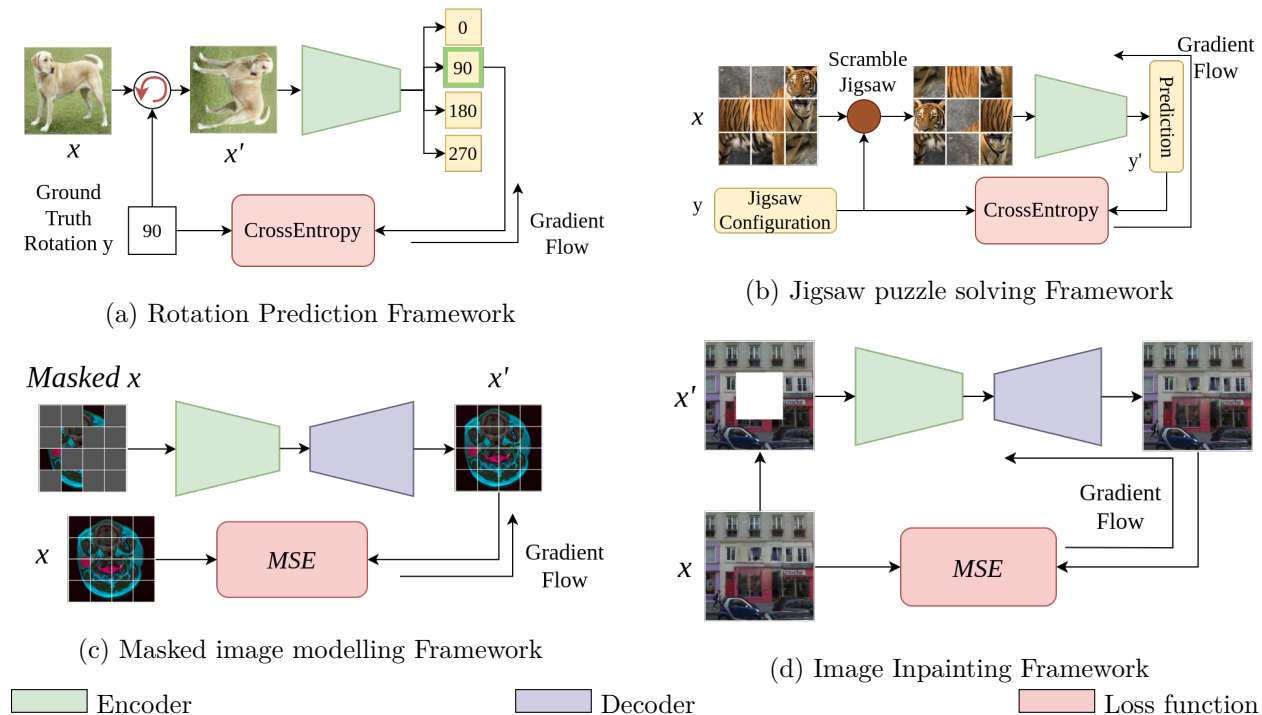 0
90
180
270
x
x'
Ground
Truth
Rotation y
90
CrossEntropy
Gradient
Flow
(a) Rotation Prediction Framework
Scramble
Jigsaw
Gradient
Flow
x
Prediction
y'
y
Jigsaw
Configuration
CrossEntropy
(b) Jigsaw puzzle solving Framework
Masked x
x'
x
MSE
Gradient
Flow
(c) Masked image modelling Framework
x'
Gradient
Flow
x
MSE
(d) Image Inpainting Framework
Encoder
Decoder
Loss function